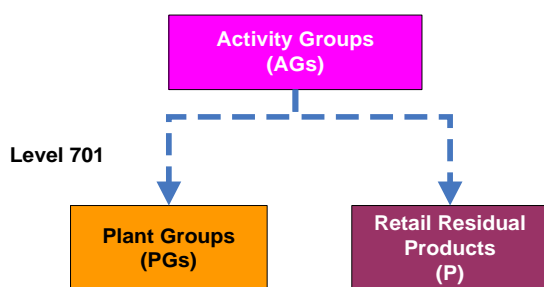 Activity Groups
(AGs)
Level 701
Plant Groups
(PGs)
Retail Residual
Products
(P)